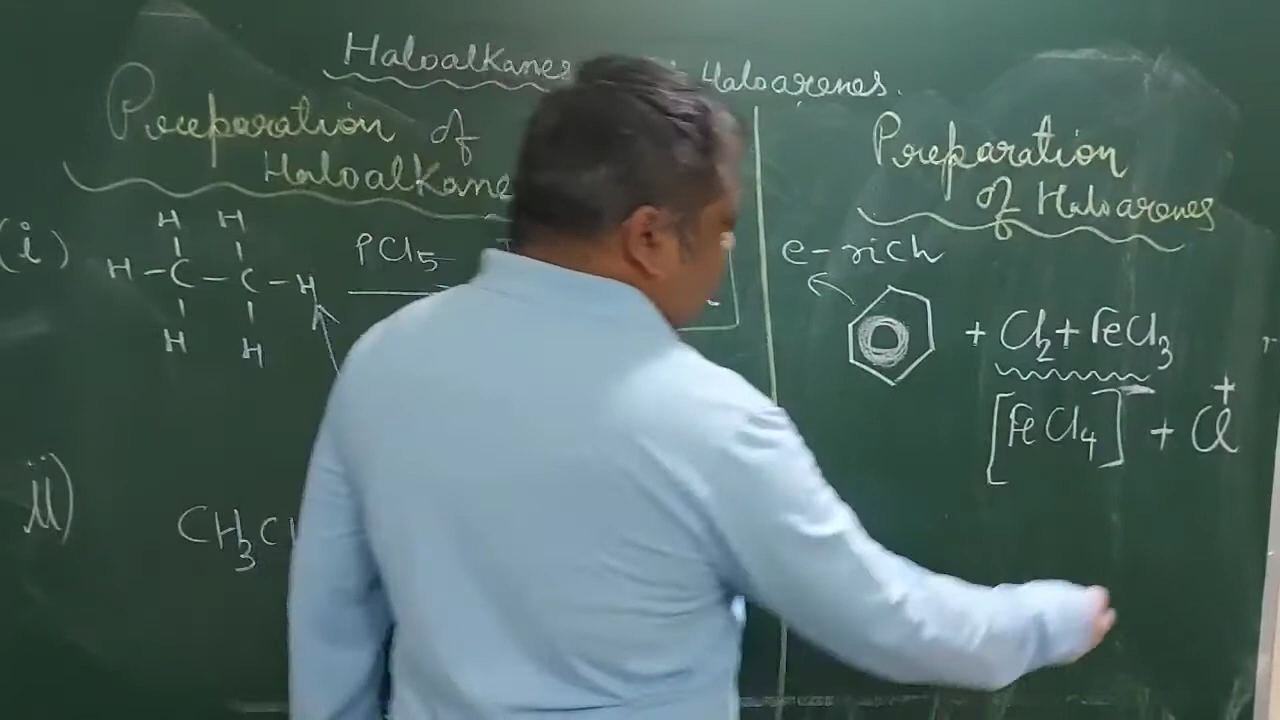 Haloalkanes Haloarenes.
Preparation of
Haloalkane
(i)
H H
H - C - C - H
H H
PCl5
ii)
CH3C
Preparation
of Haloarenes
e- rich
+ Cl2 + FeCl3
[FeCl4]- + Cl+